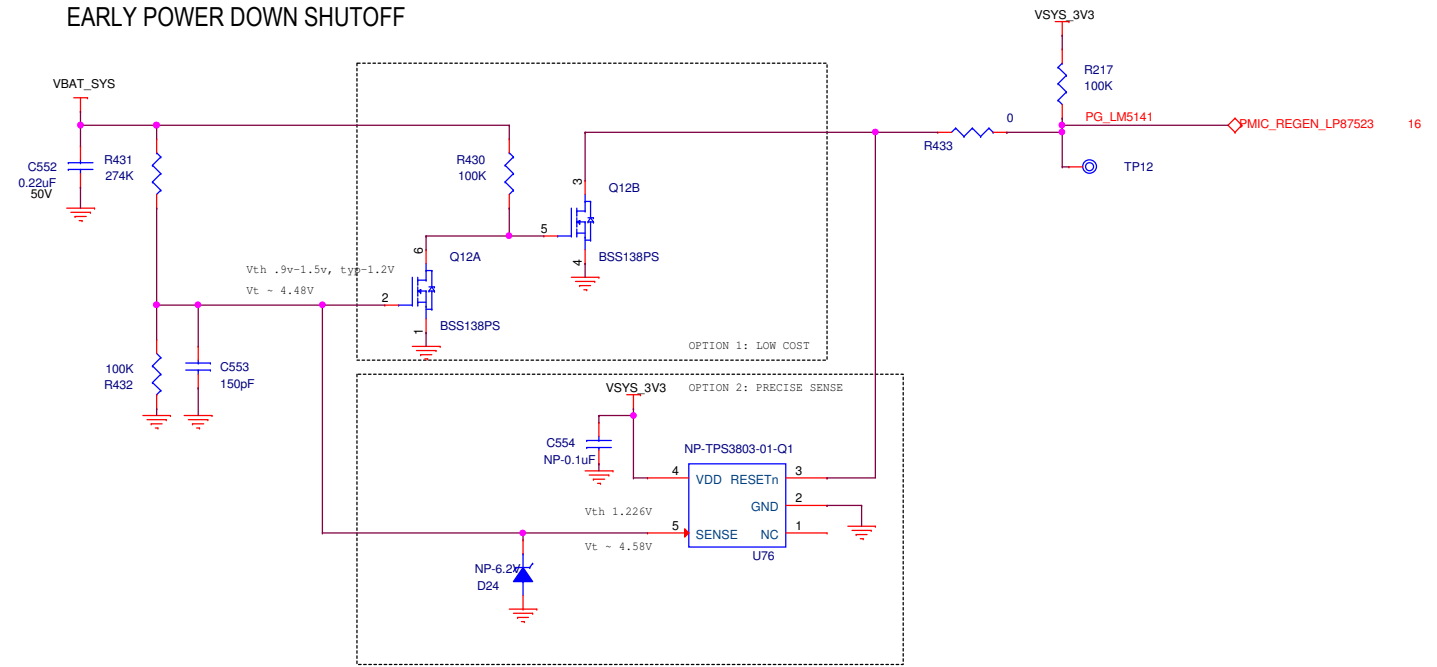 EARLY POWER DOWN SHUTOFF
VSYS_3V3
R217
100K
VBAT_SYS
0
PG_LM5141
PMIC_REGEN_LP87523
16
R433
TP12
C552
0.22uF
50V
R431
274K
R430
100K
3
Q12B
5
4
BSS138PS
6
Q12A
Vth .9v-1.5v, typ-1.2V
Vt ~ 4.48V
2
1
BSS138PS
OPTION 1: LOW COST
100K
R432
C553
150pF
VSYS_3V3
OPTION 2: PRECISE SENSE
C554
NP-0.1uF
NP-TPS3803-01-Q1
4
VDD
RESETn
3
GND
2
Vth 1.226V
5
SENSE
NC
1
Vt ~ 4.58V
U76
NP-6.2V
D24